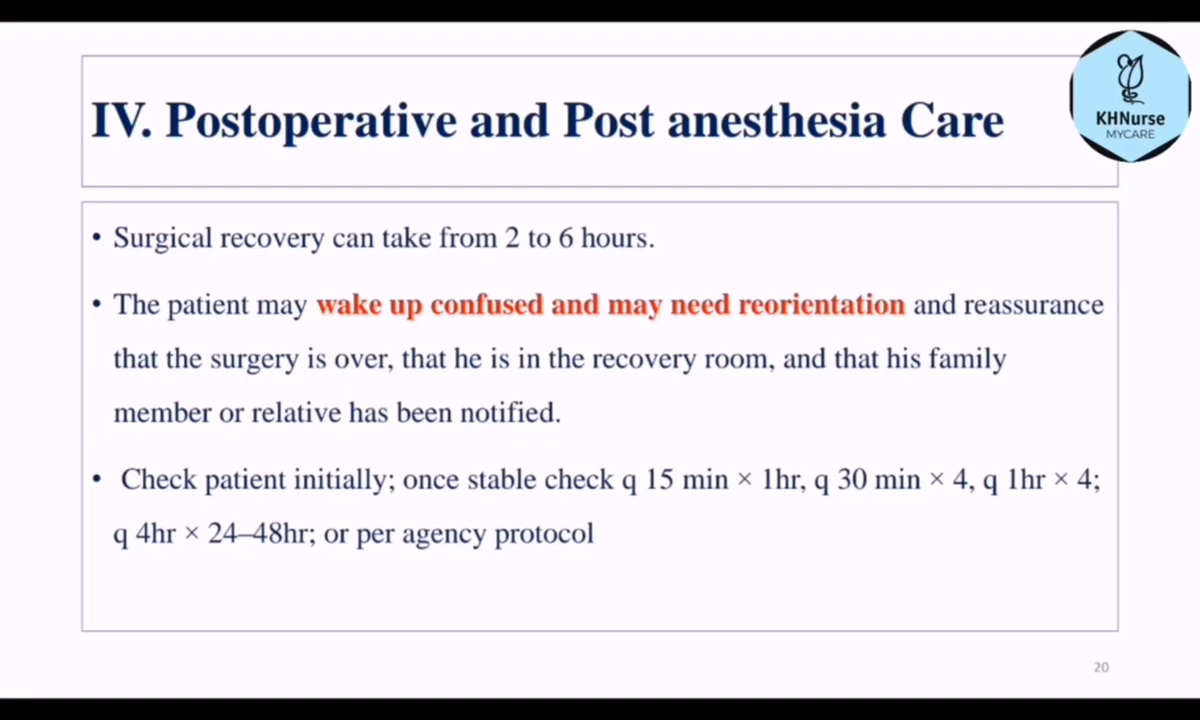 IV. Postoperative and Post anesthesia Care
KHNurse
MYCARE
• Surgical recovery can take from 2 to 6 hours.
• The patient may wake up confused and may need reorientation and reassurance
that the surgery is over, that he is in the recovery room, and that his family
member or relative has been notified.
• Check patient initially; once stable check q 15 min × 1hr, q 30 min × 4, q 1hr × 4;
q 4hr × 24–48hr; or per agency protocol
20